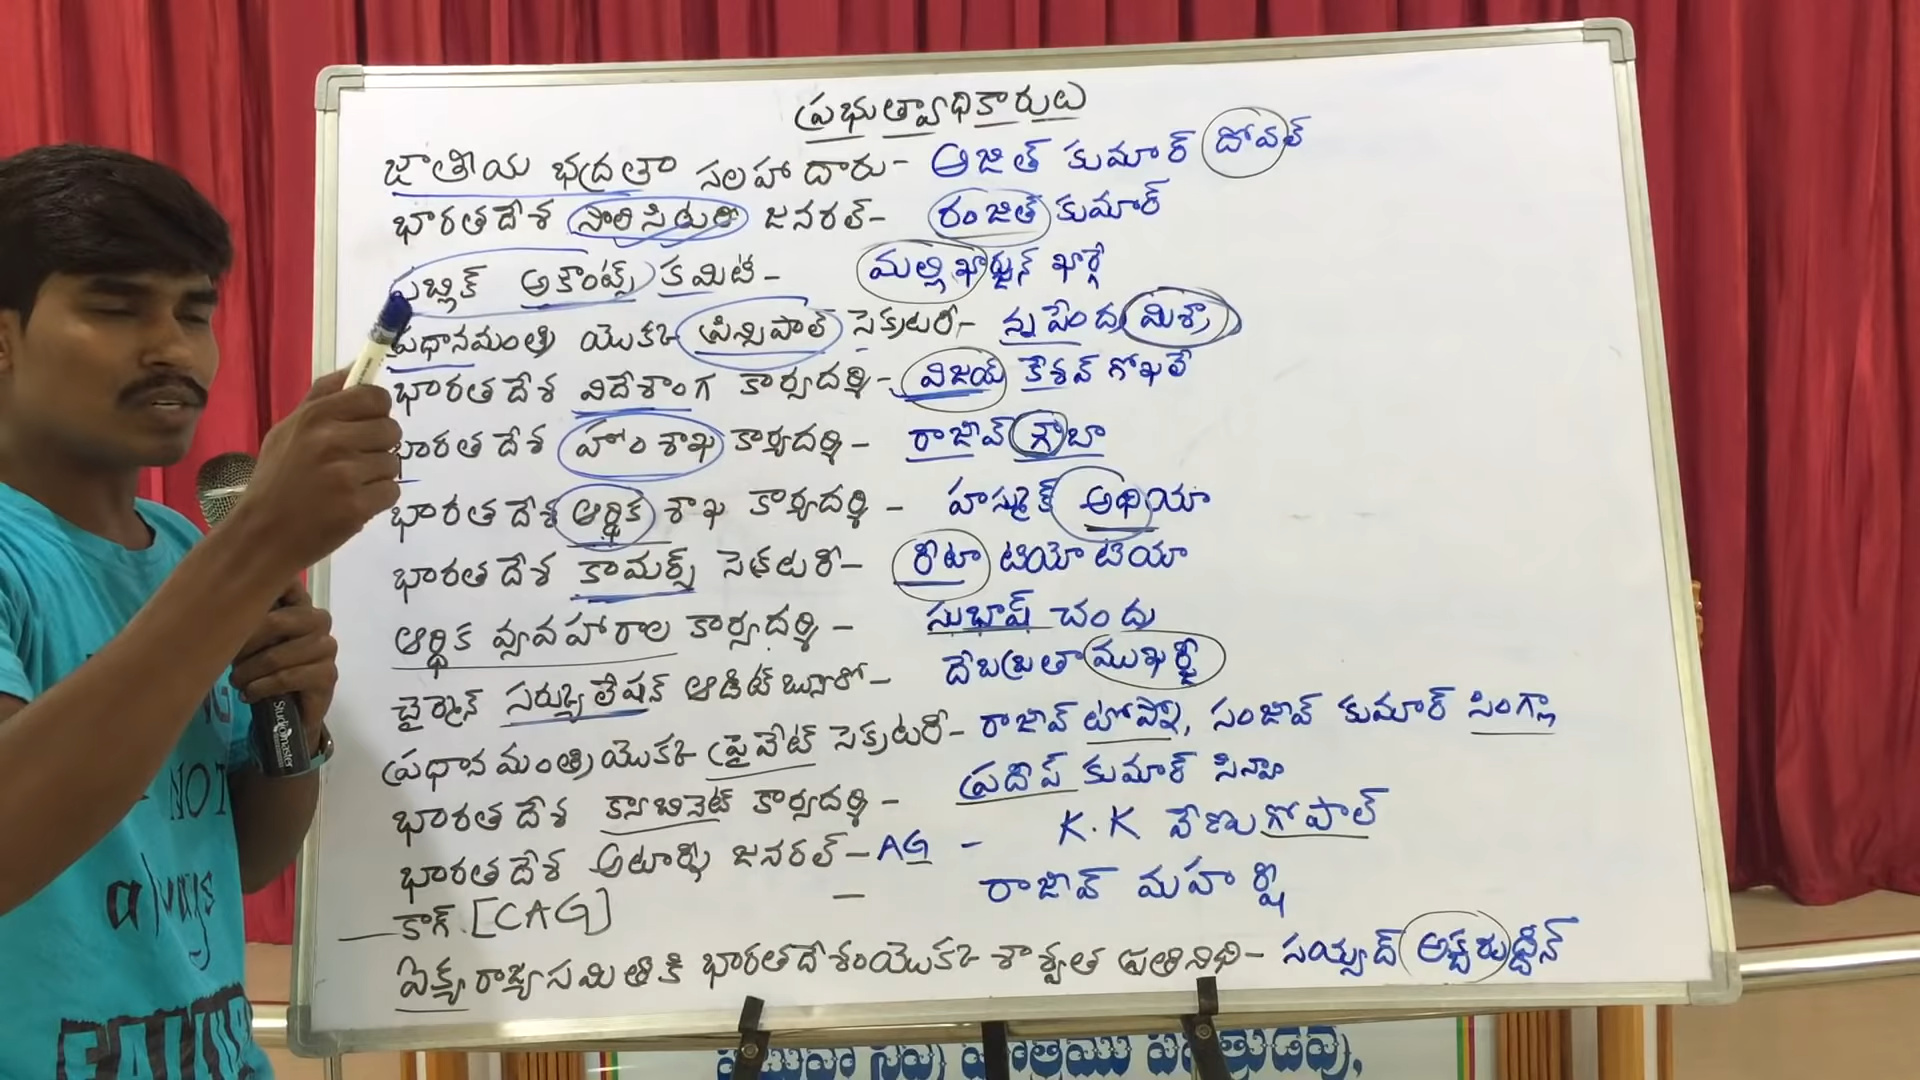 ప్రభుత్వాధికారులు
జాతీయ భద్రతా సలహాదారు - అజిత్ కుమార్ దోవల్
భారతదేశ సొలిసిటరీ జనరల్ - రంజిత్ కుమార్
పబ్లిక్ అకౌంట్స్ కమిటీ - మల్లిఖార్జున్ ఖార్గే
ప్రధానమంత్రి యొక్క ప్రిన్సిపాల్ సెక్రటరీ - నృపేంద్ర మిశ్రా
భారతదేశ విదేశాంగ కార్యదర్శి - విజయ్ కేశవ్ గోఖలే
భారతదేశ హోం శాఖ కార్యదర్శి - రాజీవ్ గౌబా
భారతదేశ ఆర్థిక శాఖ కార్యదర్శి - హస్ముక్ అధియా
భారతదేశ కామర్స్ సెక్రటరీ - రీటా టియోటియా
ఆర్థిక వ్యవహారాల కార్యదర్శి - సుభాష్ చంద్ర
చైర్మెన్ సర్క్యులేషన్ ఆడిట్ బ్యూరో - దేబబ్రతా ముఖర్జీ
ప్రధానమంత్రి యొక్క ప్రైవేట్ సెక్రటరీ - రాజీవ్ టోప్నో, సంజీవ్ కుమార్ సింగ్లా
భారతదేశ క్యాబినెట్ కార్యదర్శి - ప్రదీప్ కుమార్ సిన్హా
భారతదేశ అటార్నీ జనరల్ - AG - K.K వేణుగోపాల్
కాగ్ [CAG] - రాజీవ్ మహర్షి
ఐక్యరాజ్యసమితికి భారతదేశంయొక్క శాశ్వత ప్రతినిధి - సయ్యద్ అక్బరుద్దీన్
NOT
always
Studiomaster